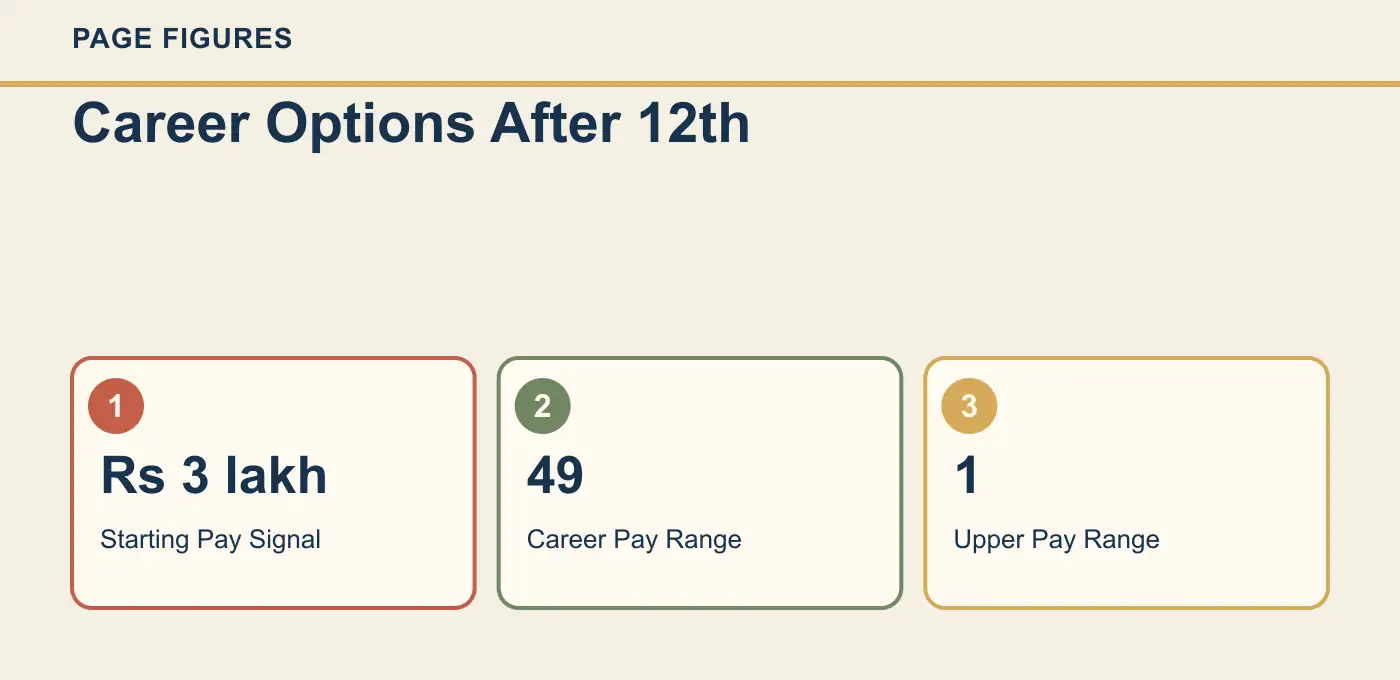 PAGE FIGURES
Career Options After 12th
1
Rs 3 lakh
Starting Pay Signal
2
49
Career Pay Range
3
1
Upper Pay Range